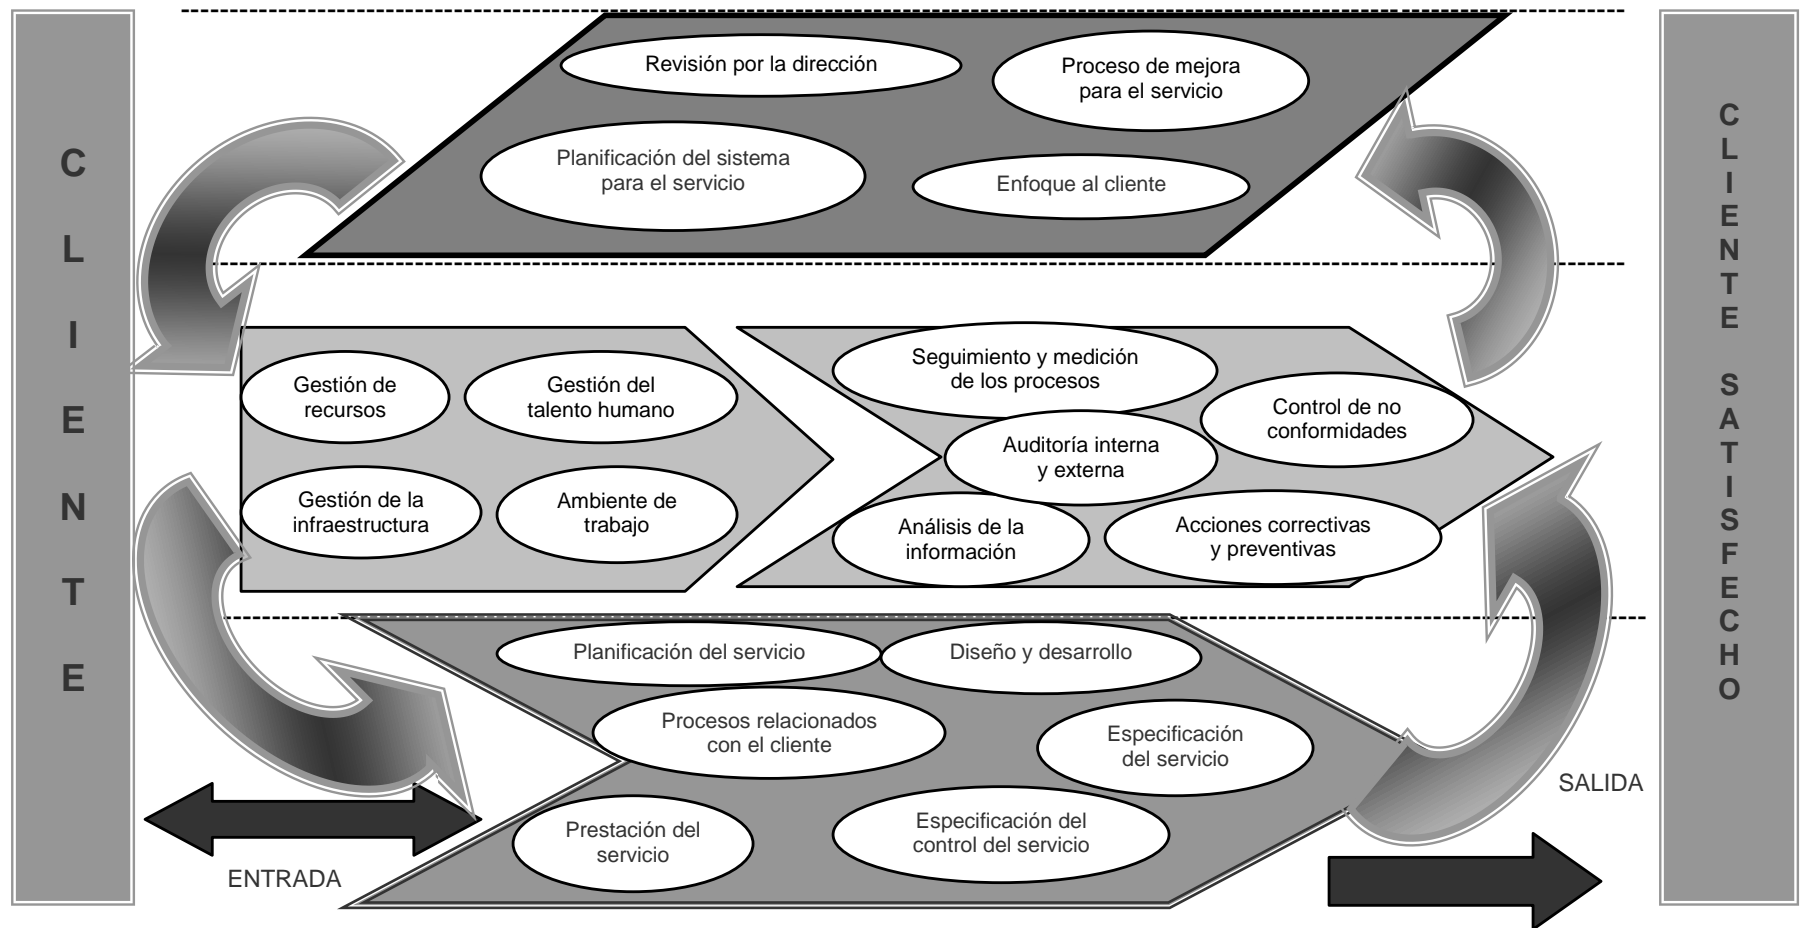 CLIENTE
Revisión por la dirección
Proceso de mejora
para el servicio
Planificación del sistema
para el servicio
Enfoque al cliente
Gestión de
recursos
Gestión del
talento humano
Gestión de la
infraestructura
Ambiente de
trabajo
Seguimiento y medición
de los procesos
Control de no
conformidades
Auditoría interna
y externa
Análisis de la
información
Acciones correctivas
y preventivas
Planificación del servicio
Diseño y desarrollo
Procesos relacionados
con el cliente
Especificación
del servicio
Prestación del
servicio
Especificación del
control del servicio
ENTRADA
SALIDA
CLIENTE SATISFECHO